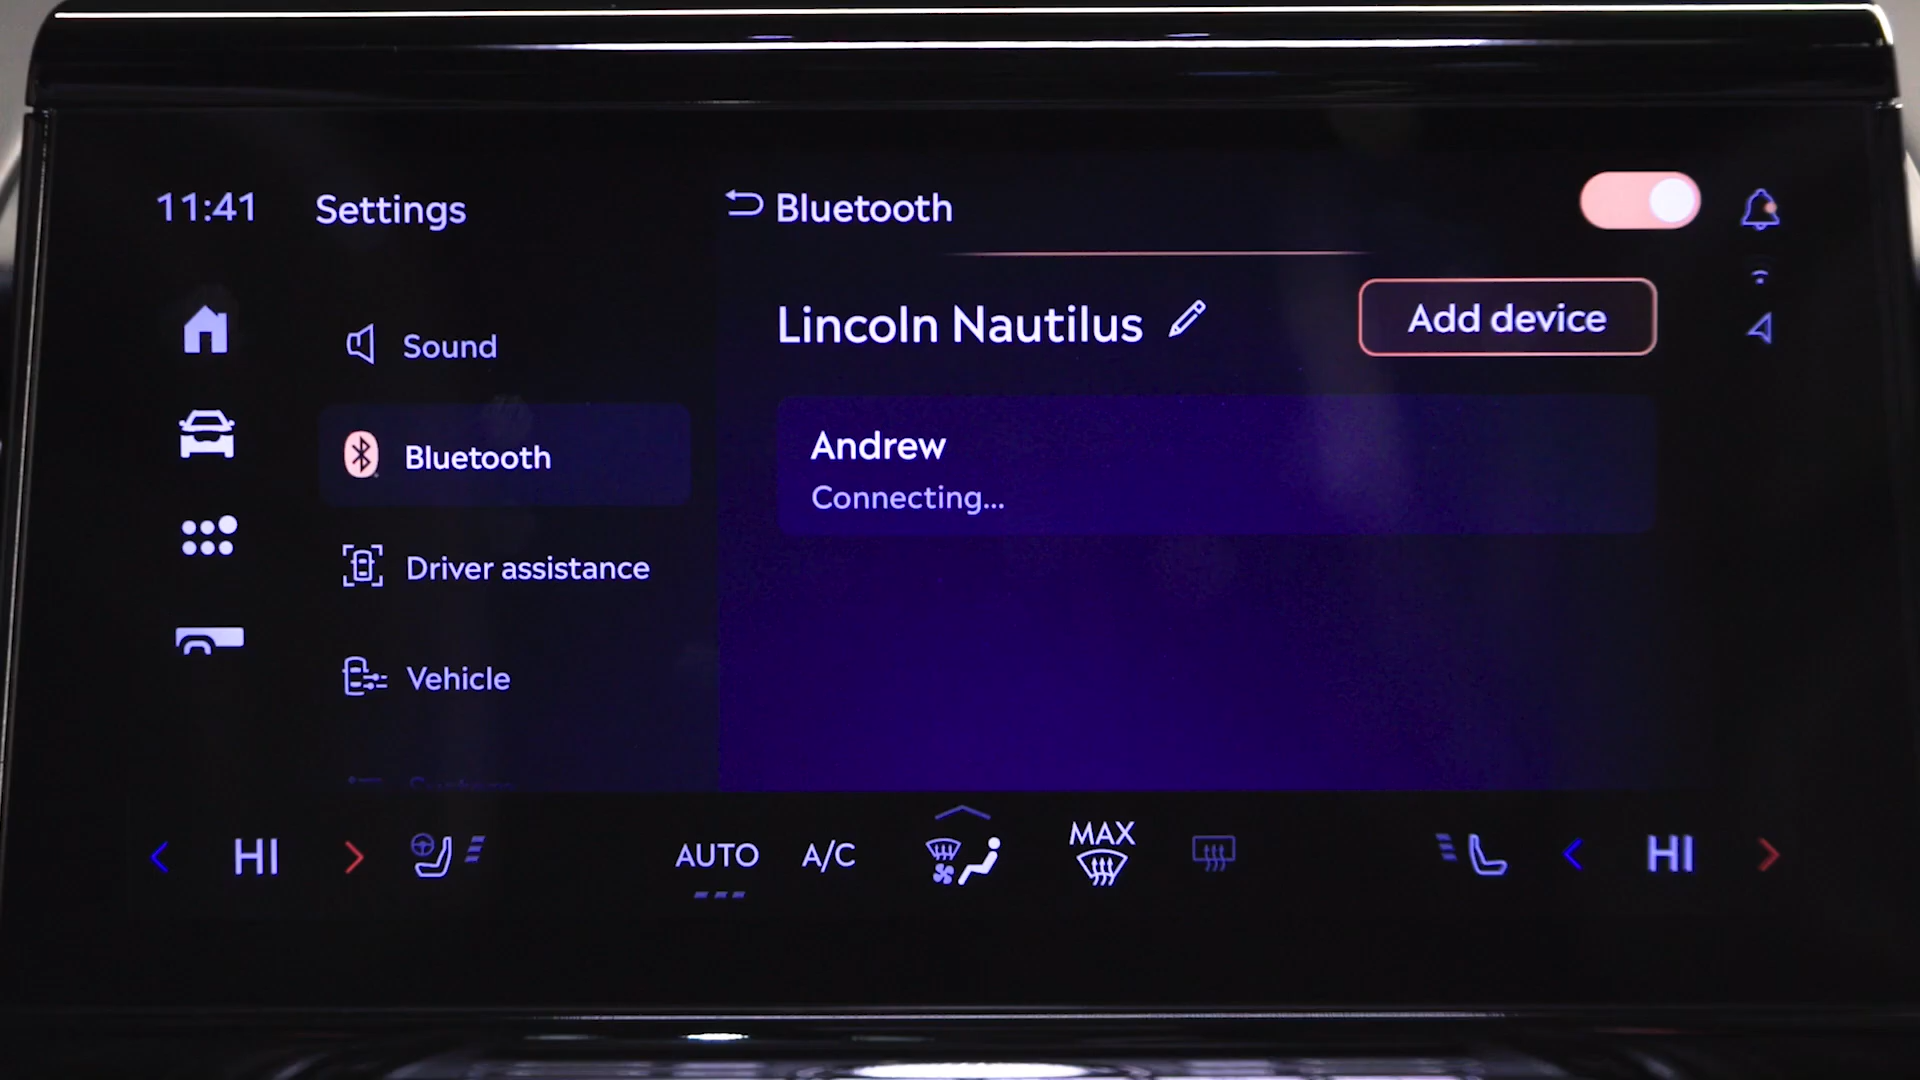 11:41
Settings
Bluetooth
Lincoln Nautilus
Add device
Sound
Bluetooth
Driver assistance
Vehicle
Andrew
Connecting...
HI
AUTO
A/C
MAX
HI